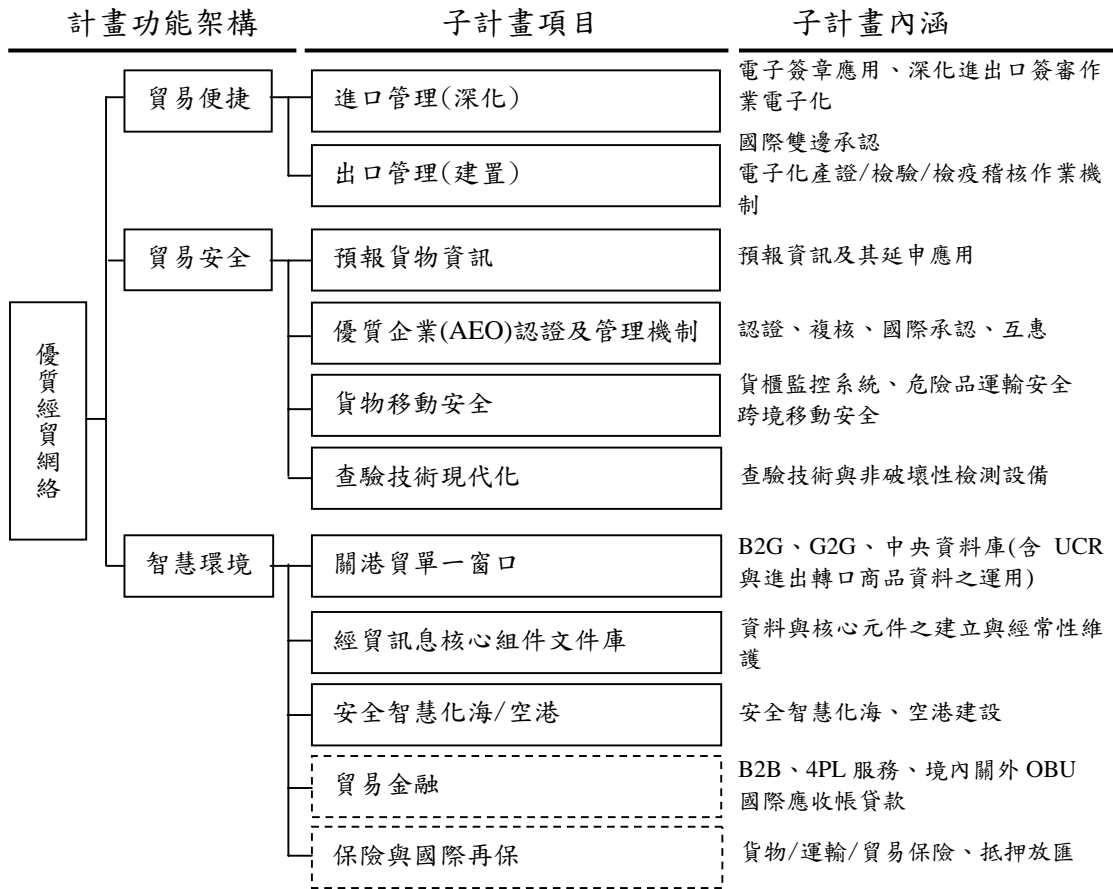 計畫功能架構 子計畫項目 子計畫內涵
優質經貿網絡
貿易便捷
進口管理(深化)
電子簽章應用、深化進出口簽審作
業電子化
出口管理(建置)
國際雙邊承認
電子化產證/檢驗/檢疫稽核作業機
制
貿易安全
預報貨物資訊
預報資訊及其延申應用
優質企業(AEO)認證及管理機制
認證、複核、國際承認、互惠
貨物移動安全
貨櫃監控系統、危險品運輸安全
跨境移動安全
查驗技術現代化
查驗技術與非破壞性檢測設備
智慧環境
關港貿單一窗口
B2G、G2G、中央資料庫(含 UCR
與進出轉口商品資料之運用)
經貿訊息核心組件文件庫
資料與核心元件之建立與經常性維
護
安全智慧化海/空港
安全智慧化海、空港建設
貿易金融
B2B、4PL 服務、境內關外 OBU
國際應收帳貸款
保險與國際再保
貨物/運輸/貿易保險、抵押放匯